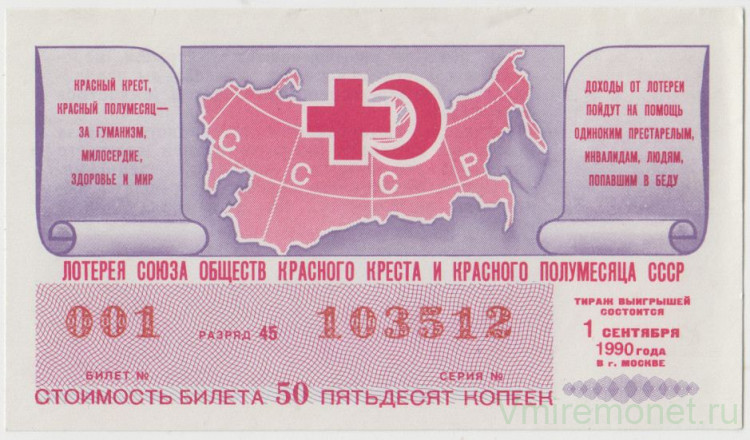 КРАСНЫЙ КРЕСТ,
КРАСНЫЙ ПОЛУМЕСЯЦ—
ЗА ГУМАНИЗМ,
МИЛОСЕРДИЕ,
ЗДОРОВЬЕ И МИР
СССР
ДОХОДЫ ОТ ЛОТЕРЕИ
ПОЙДУТ НА ПОМОЩЬ
ОДИНОКИМ ПРЕСТАРЕЛЫМ,
ИНВАЛИДАМ, ЛЮДЯМ,
ПОПАВШИМ В БЕДУ
ЛОТЕРЕЯ СОЮЗА ОБЩЕСТВ КРАСНОГО КРЕСТА И КРАСНОГО ПОЛУМЕСЯЦА СССР
001 РАЗРЯД 45 103512
БИЛЕТ № СЕРИЯ №
СТОИМОСТЬ БИЛЕТА 50 ПЯТЬДЕСЯТ КОПЕЕК
ТИРАЖ ВЫИГРЫШЕЙ
СОСТОИТСЯ
1 СЕНТЯБРЯ
1990 ГОДА
В г. МОСКВЕ
vmiremonet.ru